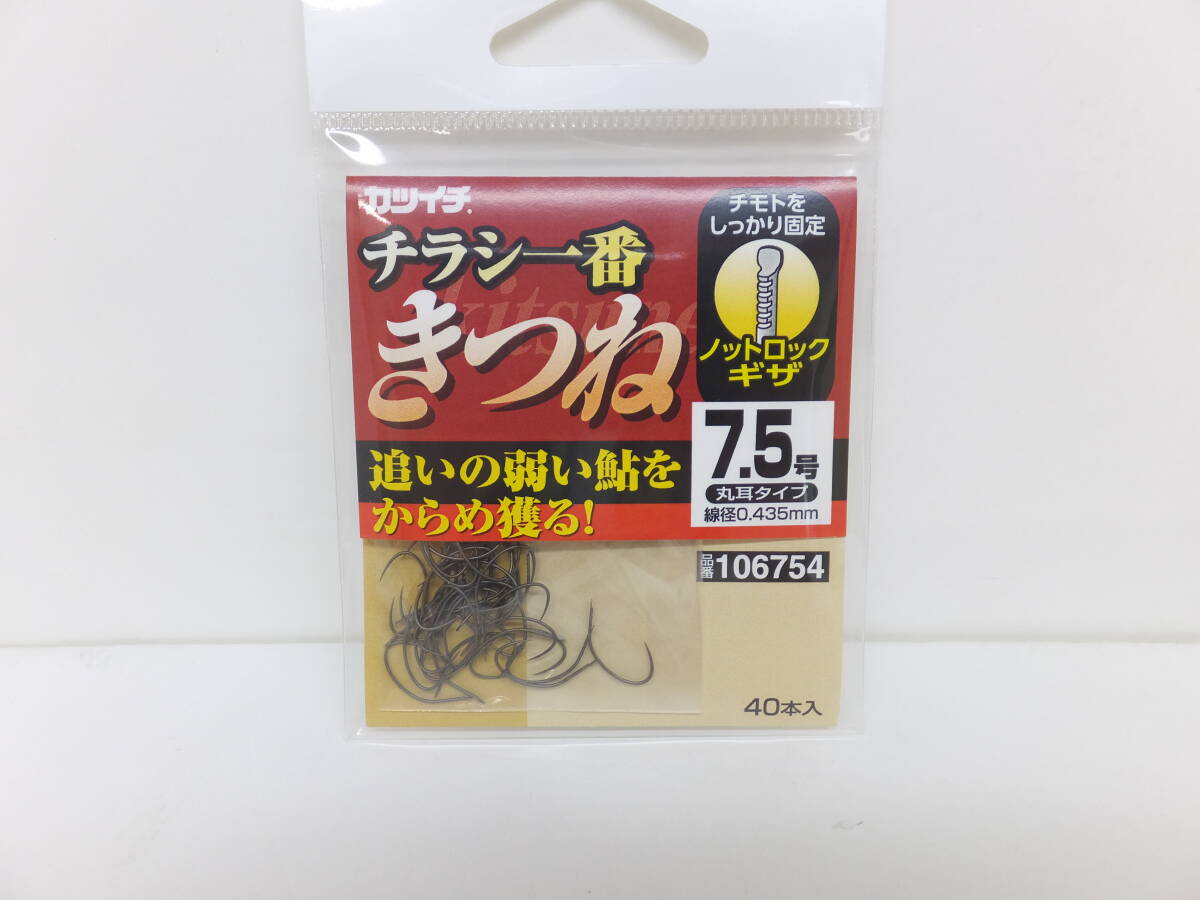 カツイチ.
チラシ一番
kitsune
きつね
追いの弱い鮎を
からめ獲る!
チモトを
しっかり固定
ノットロック
ギザ
7.5号
丸耳タイプ
線径0.435mm
品番106754
40本入